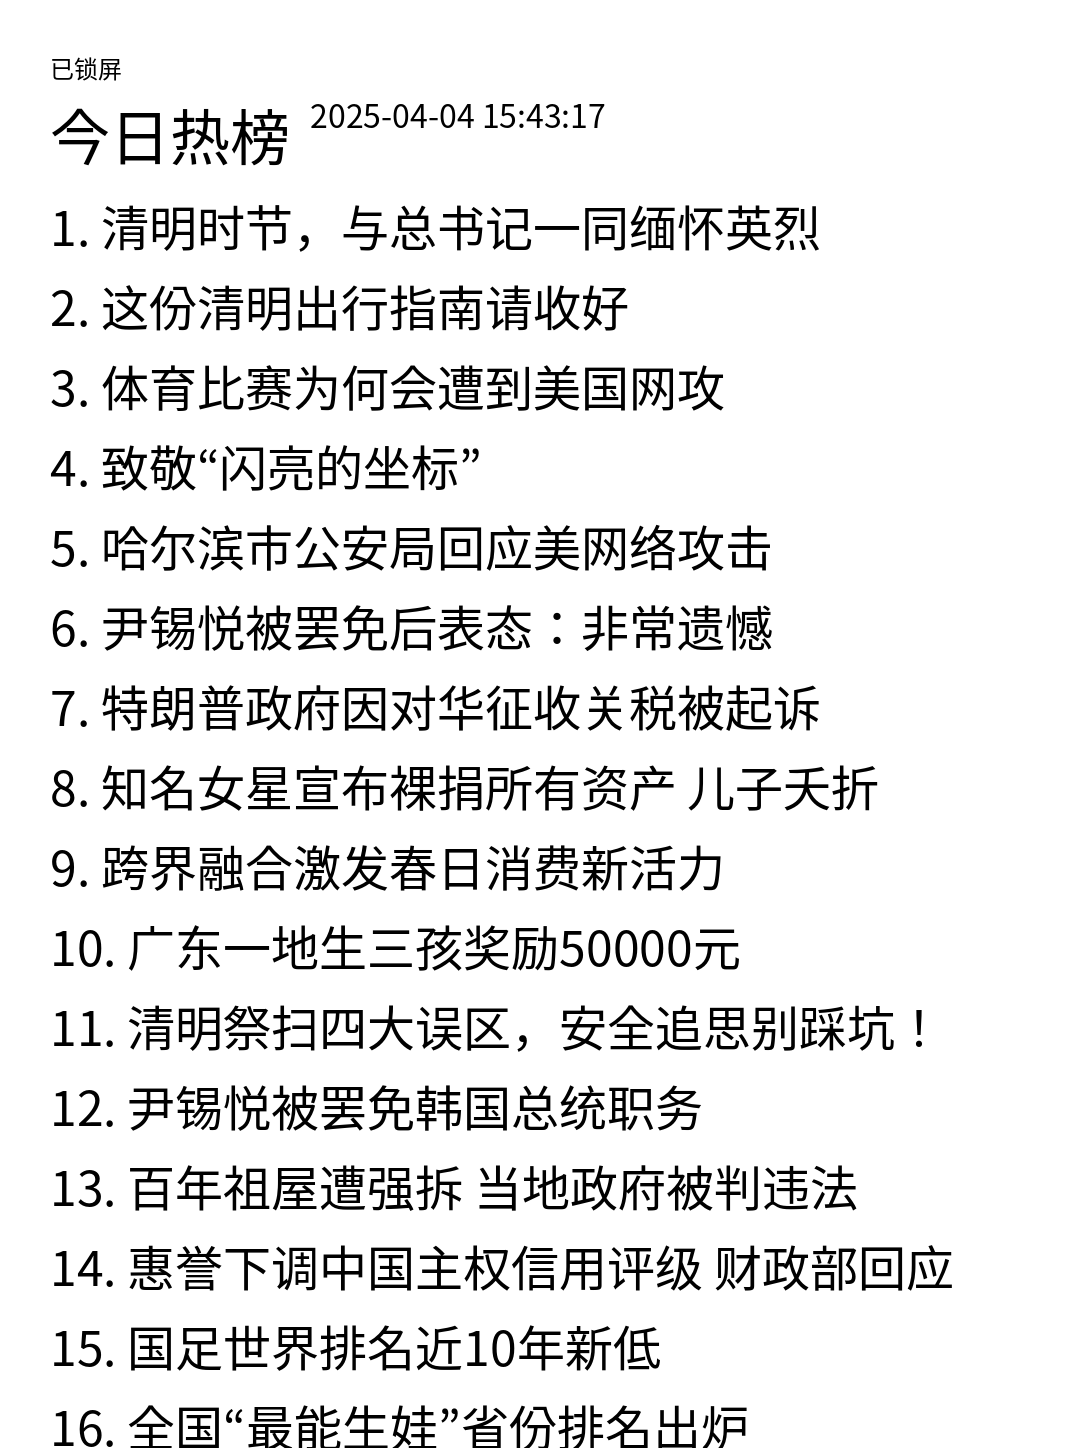 已锁屏
今日热榜 2025-04-04 15:43:17
1. 清明时节，与总书记一同缅怀英烈
2. 这份清明出行指南请收好
3. 体育比赛为何会遭到美国网攻
4. 致敬“闪亮的坐标”
5. 哈尔滨市公安局回应美网络攻击
6. 尹锡悦被罢免后表态：非常遗憾
7. 特朗普政府因对华征收关税被起诉
8. 知名女星宣布裸捐所有资产 儿子夭折
9. 跨界融合激发春日消费新活力
10. 广东一地生三孩奖励50000元
11. 清明祭扫四大误区，安全追思别踩坑！
12. 尹锡悦被罢免韩国总统职务
13. 百年祖屋遭强拆 当地政府被判违法
14. 惠誉下调中国主权信用评级 财政部回应
15. 国足世界排名近10年新低
16. 全国“最能生娃”省份排名出炉